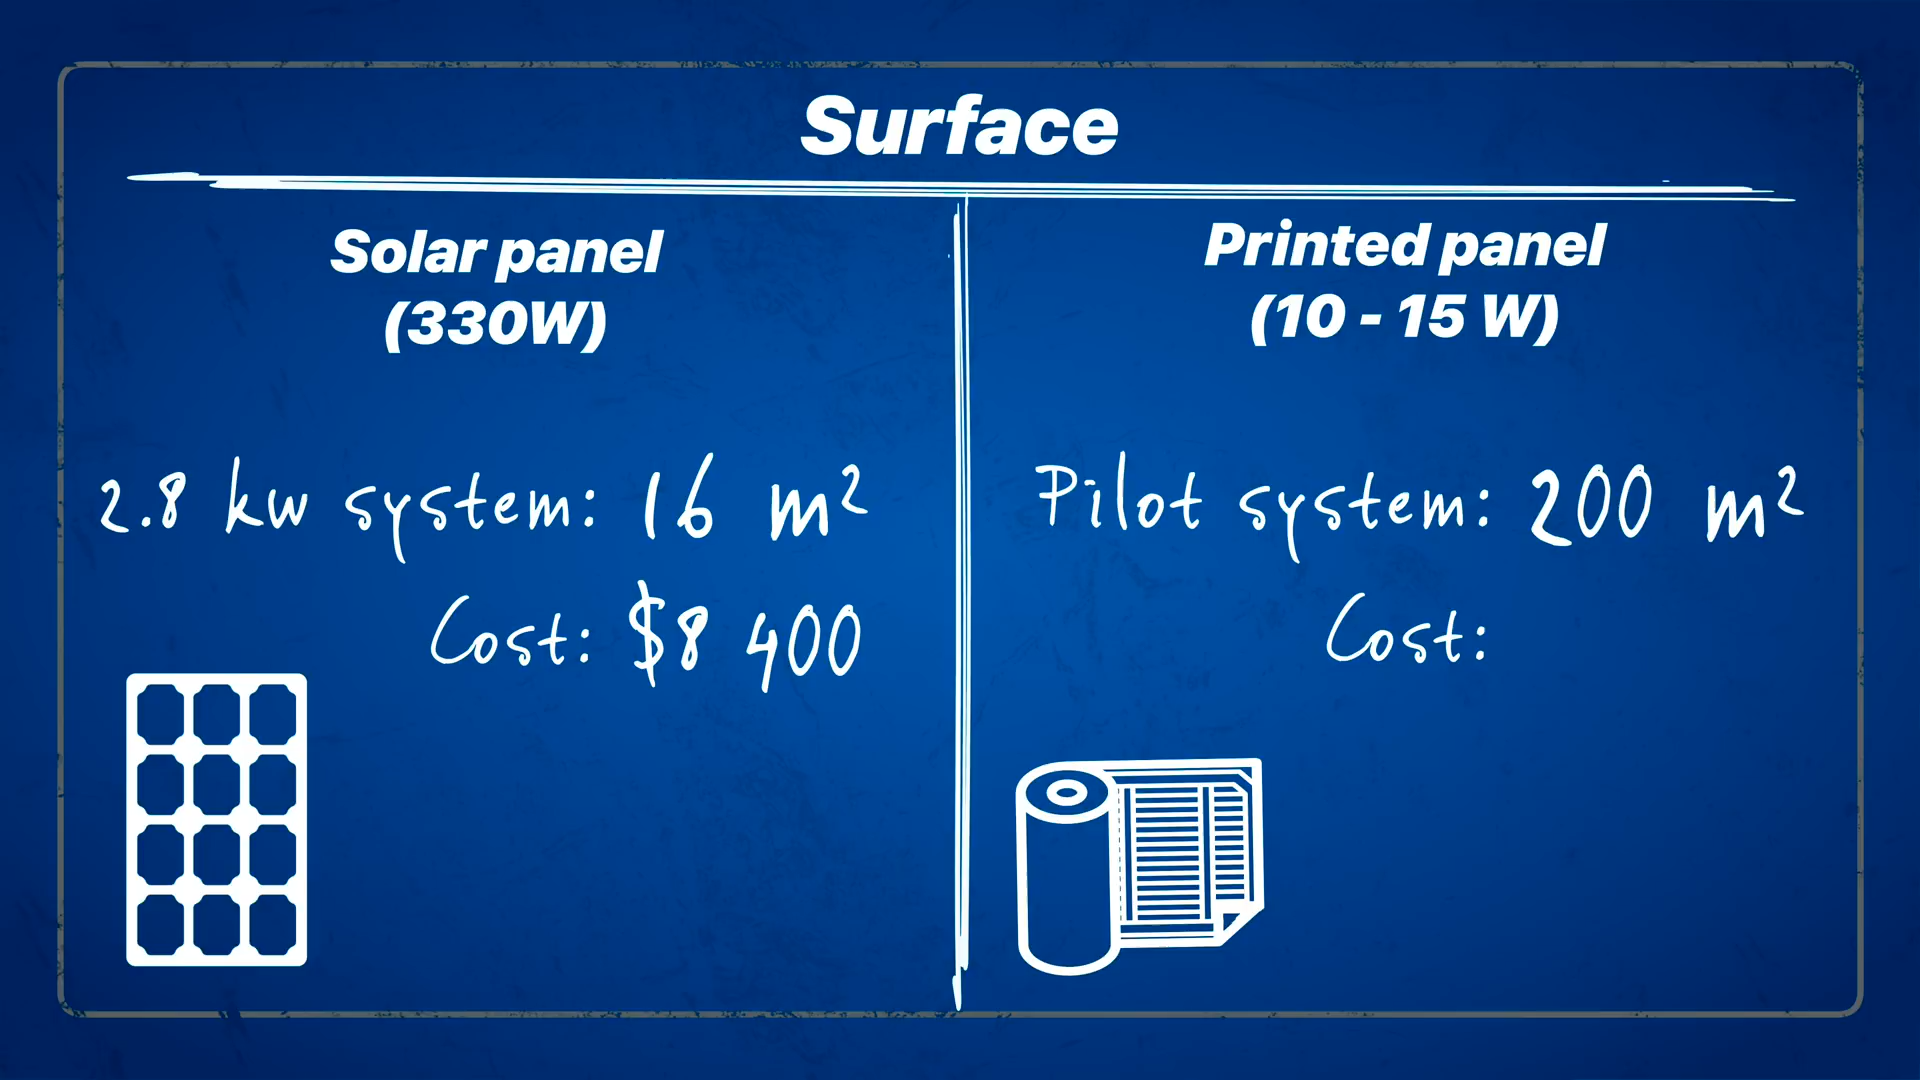 Surface
Solar panel
(330W)
2.8 kw system: 16 m²
Cost: $8 400
Printed panel
(10 - 15 W)
Pilot system: 200 m²
Cost: